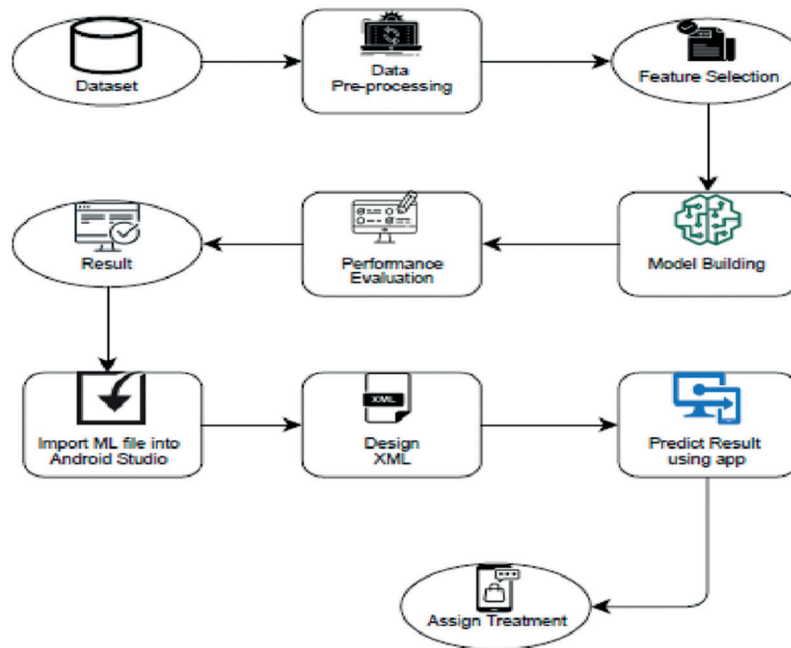 Dataset
Data
Pre-processing
Feature Selection
Result
Performance
Evaluation
Model Building
Import ML file into
Android Studio
XML
Design
XML
Predict Result
using app
Assign Treatment